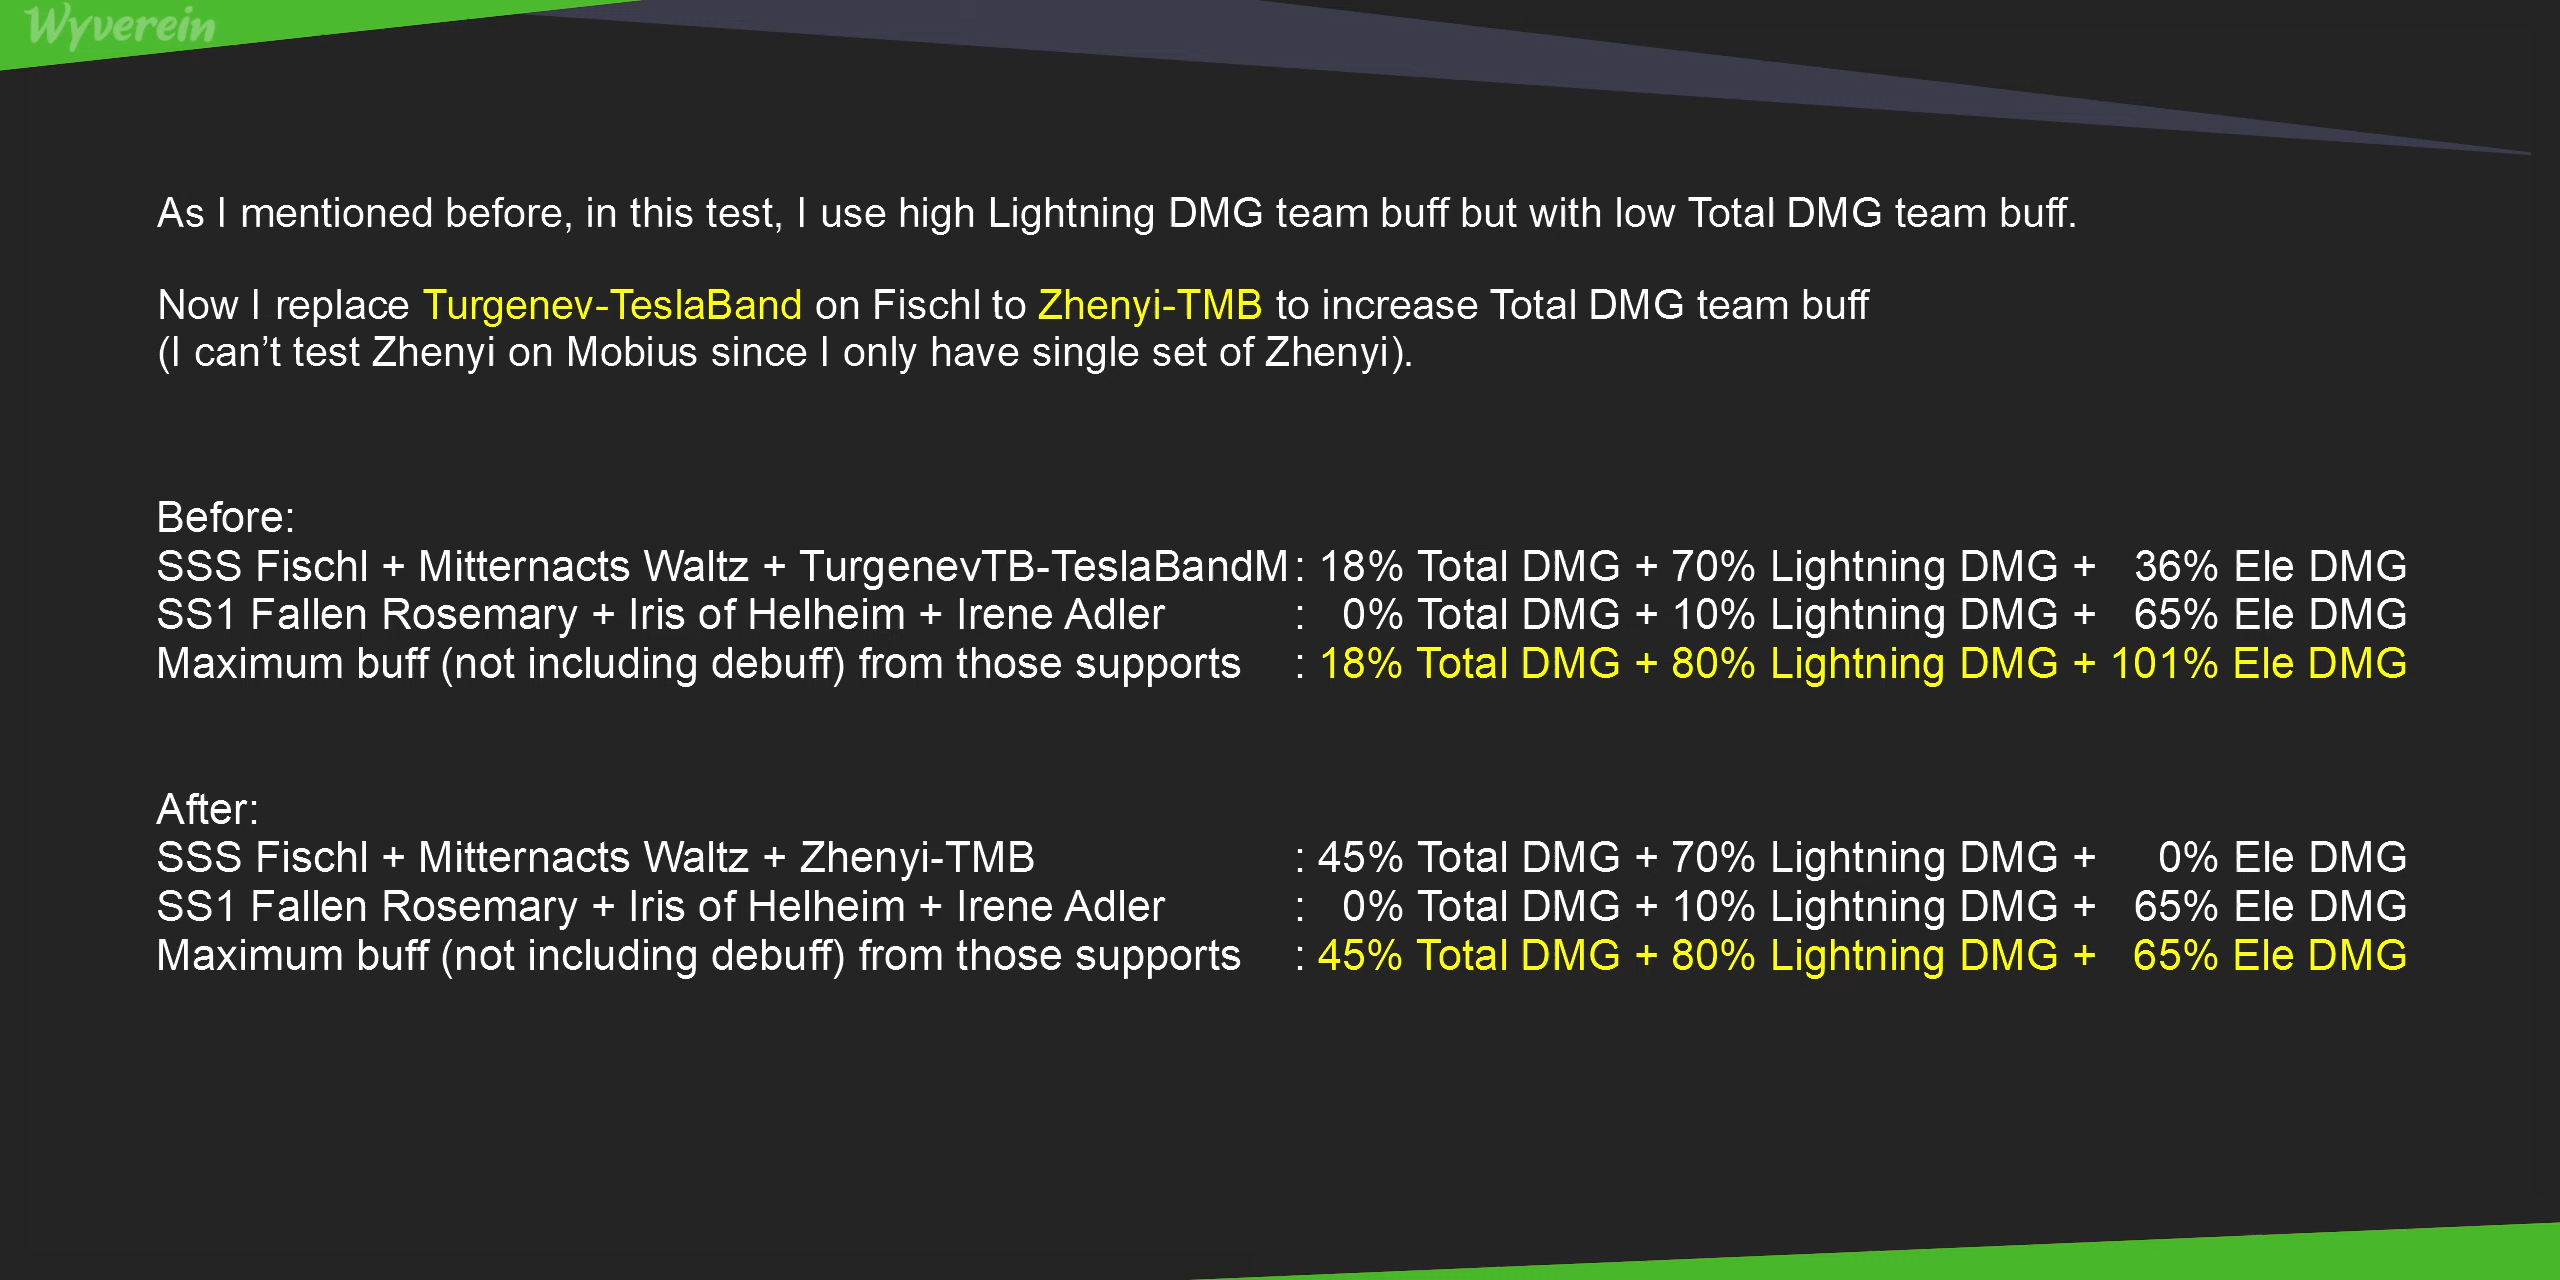 Wyverein
As I mentioned before, in this test, I use high Lightning DMG team buff but with low Total DMG team buff.
Now I replace Turgenev-TeslaBand on Fischl to Zhenyi-TMB to increase Total DMG team buff
(I can't test Zhenyi on Mobius since I only have single set of Zhenyi).
Before:
SSS Fischl + Mitternacts Waltz + TurgenevTB-TeslaBandM : 18% Total DMG + 70% Lightning DMG + 36% Ele DMG
SS1 Fallen Rosemary + Iris of Helheim + Irene Adler : 0% Total DMG + 10% Lightning DMG + 65% Ele DMG
Maximum buff (not including debuff) from those supports : 18% Total DMG + 80% Lightning DMG + 101% Ele DMG
After:
SSS Fischl + Mitternacts Waltz + Zhenyi-TMB : 45% Total DMG + 70% Lightning DMG + 0% Ele DMG
SS1 Fallen Rosemary + Iris of Helheim + Irene Adler : 0% Total DMG + 10% Lightning DMG + 65% Ele DMG
Maximum buff (not including debuff) from those supports : 45% Total DMG + 80% Lightning DMG + 65% Ele DMG